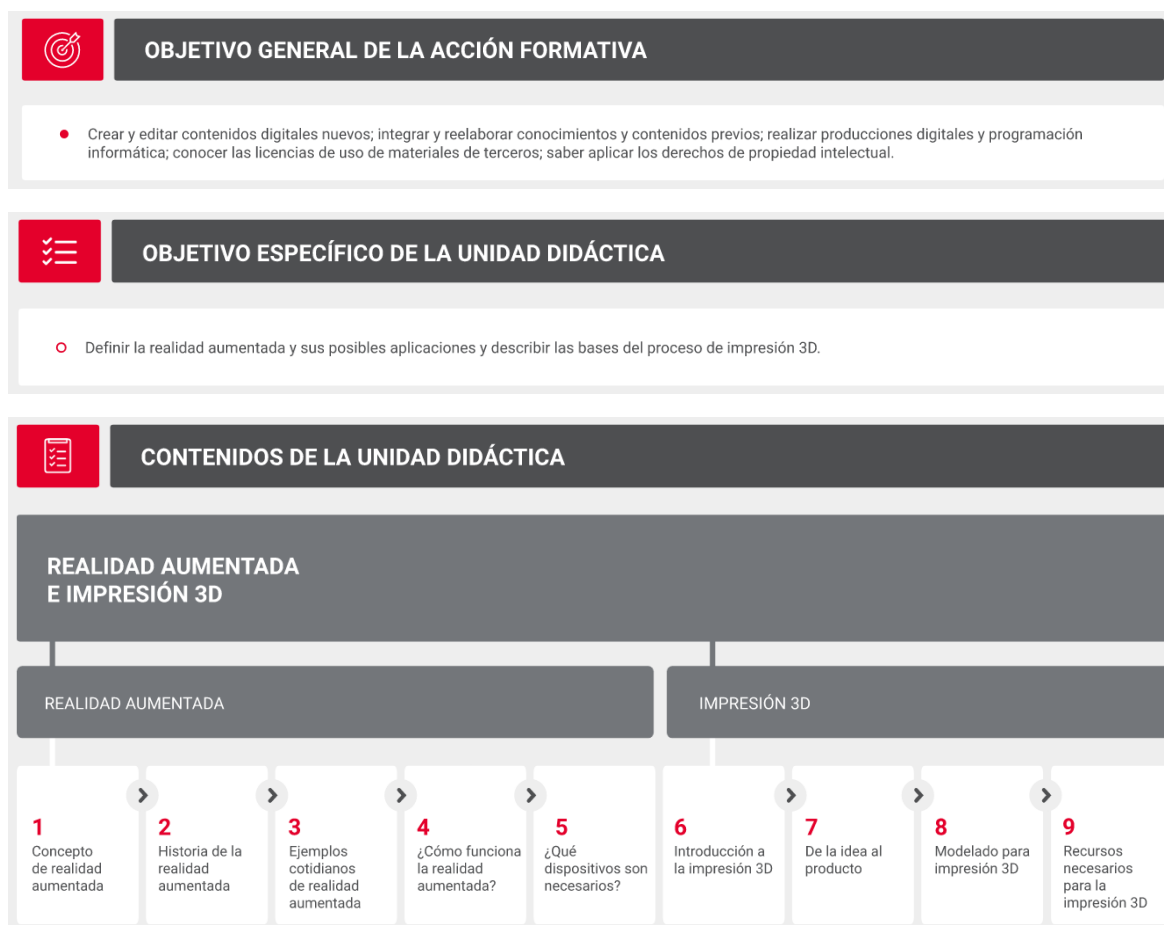 OBJETIVO GENERAL DE LA ACCIÓN FORMATIVA
Crear y editar contenidos digitales nuevos; integrar y reelaborar conocimientos y contenidos previos; realizar producciones digitales y programación
informática; conocer las licencias de uso de materiales de terceros; saber aplicar los derechos de propiedad intelectual.
OBJETIVO ESPECÍFICO DE LA UNIDAD DIDÁCTICA
Definir la realidad aumentada y sus posibles aplicaciones y describir las bases del proceso de impresión 3D.
CONTENIDOS DE LA UNIDAD DIDÁCTICA
REALIDAD AUMENTADA
E IMPRESIÓN 3D
REALIDAD AUMENTADA
IMPRESIÓN 3D
1
Concepto
de realidad
aumentada
2
Historia de la
realidad
aumentada
3
Ejemplos
cotidianos
de realidad
aumentada
4
¿Cómo funciona
la realidad
aumentada?
5
¿Qué
dispositivos son
necesarios?
6
Introducción a
la impresión 3D
7
De la idea al
producto
8
Modelado para
impresión 3D
9
Recursos
necesarios
para la
impresión 3D